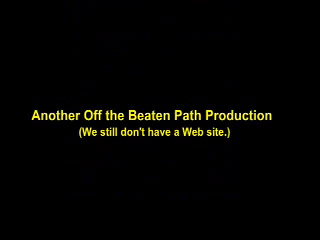 Another Off the Beaten Path Production
(We still don't have a Web site.)